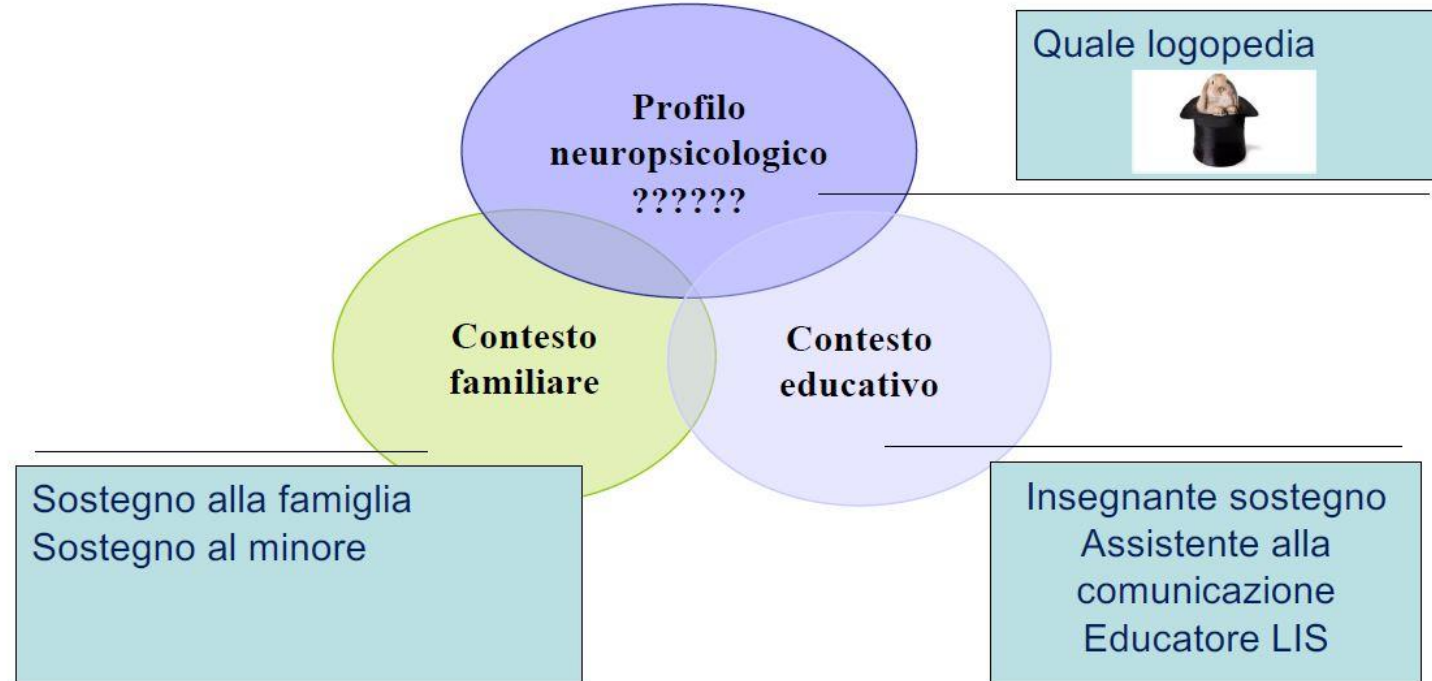 Quale logopedia
Profilo
neuropsicologico
??????
Contesto
familiare
Contesto
educativo
Sostegno alla famiglia
Sostegno al minore
Insegnante sostegno
Assistente alla
comunicazione
Educatore LIS